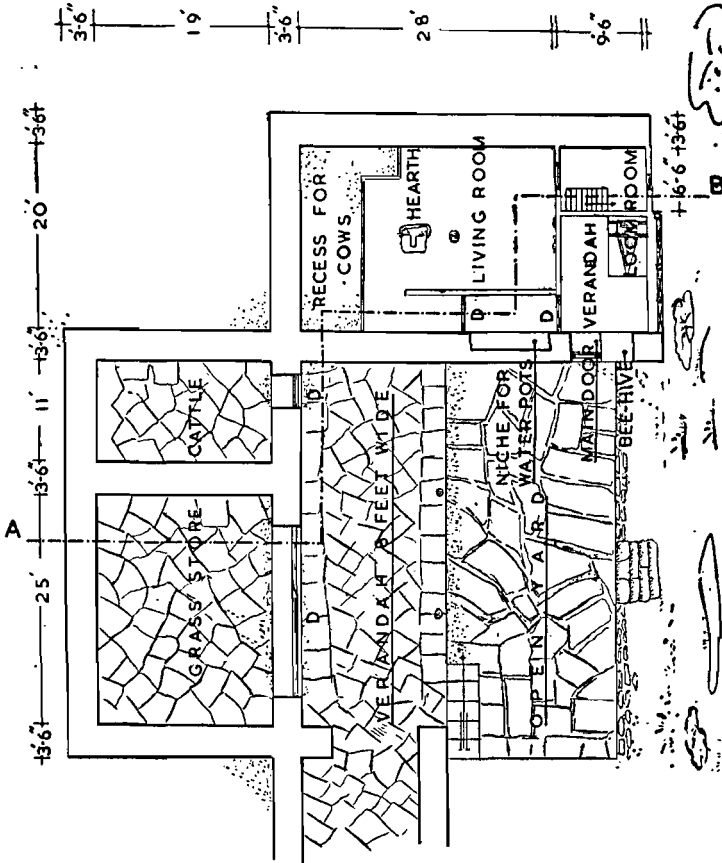 3'6"
19'
3'6"
28'
9'6"
3'6"
20'
3'6"
11'
3'6"
25'
3'6"
6'6"
3'6"
A
B
RECESS FOR
COWS
HEARTH
LIVING ROOM
D
D
VERANDAH
LOOM ROOM
CATTLE
D
GRASS STORE
D
VERANDAH 8 FEET WIDE
NICHE FOR
WATER POTS
MAIN DOOR
BEE-HIVE
OPEN YARD